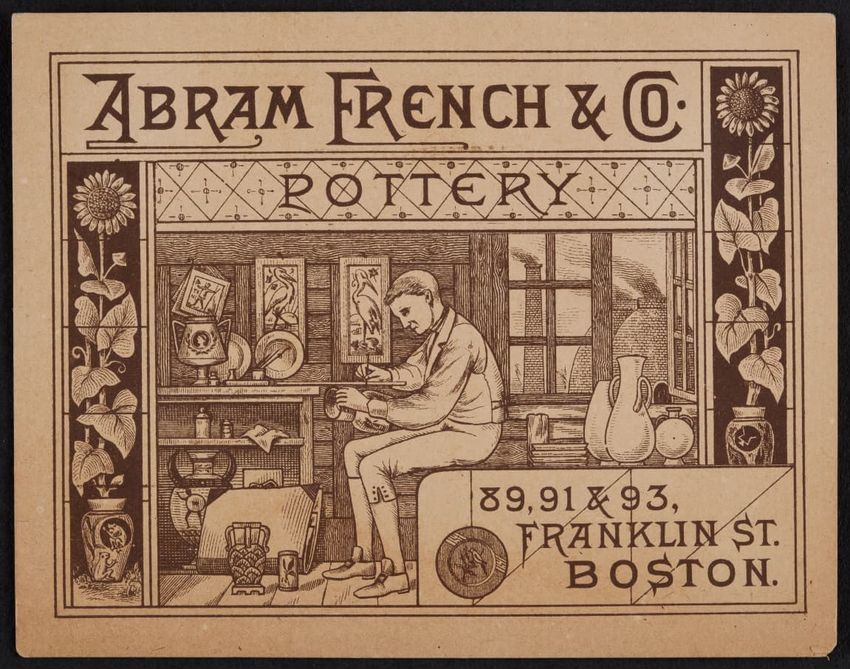 ABRAM FRENCH & CO.
POTTERY
89, 91 & 93,
FRANKLIN ST.
BOSTON.